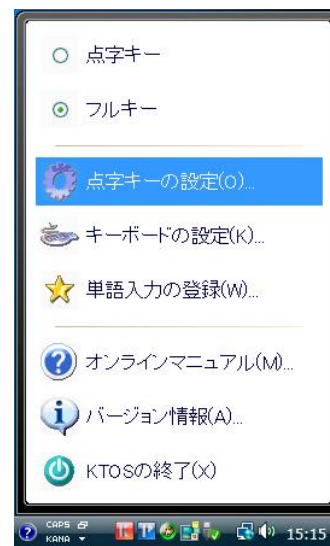 点字キー
フルキー
点字キーの設定(O)...
キーボードの設定(K)...
単語入力の登録(W)...
オンラインマニュアル(M)...
バージョン情報(A)...
KTOSの終了(X)
CAPS
KANA
15:15